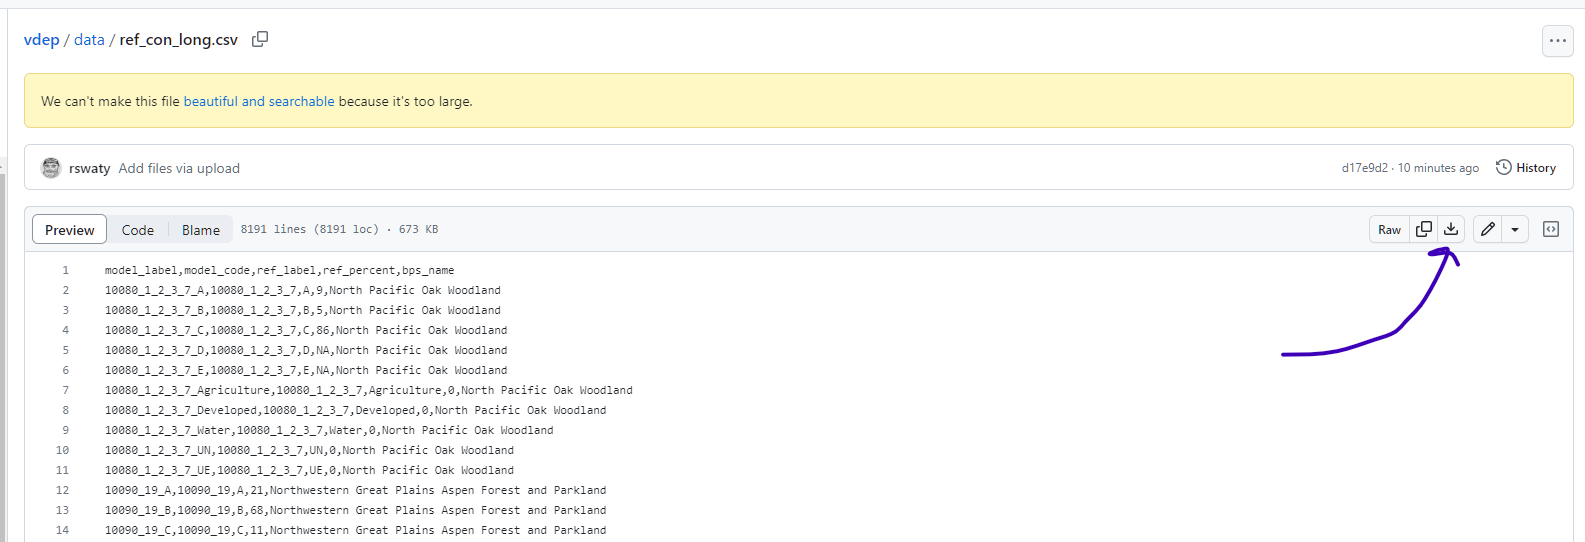 vdep / data / ref_con_long.csv
We can't make this file beautiful and searchable because it's too large.
rswaty Add files via upload d17e9d2 · 10 minutes ago History
Preview Code Blame 8191 lines (8191 loc) · 673 KB Raw
1 model_label,model_code,ref_label,ref_percent,bps_name
2 10080_1_2_3_7_A,10080_1_2_3_7,A,9,North Pacific Oak Woodland
3 10080_1_2_3_7_B,10080_1_2_3_7,B,5,North Pacific Oak Woodland
4 10080_1_2_3_7_C,10080_1_2_3_7,C,86,North Pacific Oak Woodland
5 10080_1_2_3_7_D,10080_1_2_3_7,D,NA,North Pacific Oak Woodland
6 10080_1_2_3_7_E,10080_1_2_3_7,E,NA,North Pacific Oak Woodland
7 10080_1_2_3_7_Agriculture,10080_1_2_3_7,Agriculture,0,North Pacific Oak Woodland
8 10080_1_2_3_7_Developed,10080_1_2_3_7,Developed,0,North Pacific Oak Woodland
9 10080_1_2_3_7_Water,10080_1_2_3_7,Water,0,North Pacific Oak Woodland
10 10080_1_2_3_7_UN,10080_1_2_3_7,UN,0,North Pacific Oak Woodland
11 10080_1_2_3_7_UE,10080_1_2_3_7,UE,0,North Pacific Oak Woodland
12 10090_19_A,10090_19,A,21,Northwestern Great Plains Aspen Forest and Parkland
13 10090_19_B,10090_19,B,68,Northwestern Great Plains Aspen Forest and Parkland
14 10090_19_C,10090_19,C,11,Northwestern Great Plains Aspen Forest and Parkland